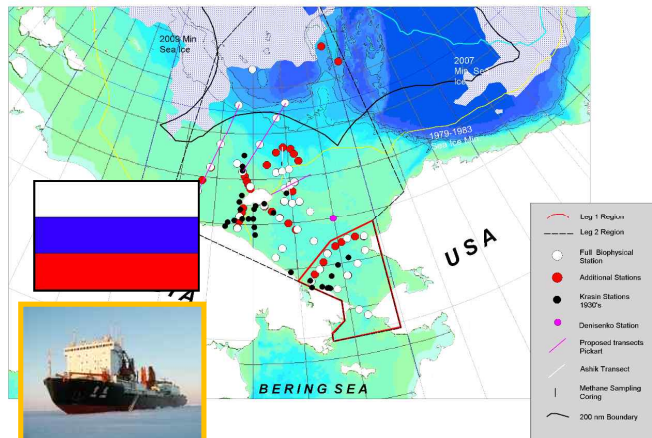 2009 Min
Sea Ice
2007
Min. Sea
Ice
1979-1983
Sea Ice Min
USA
BERING SEA
Leg 1 Region
Leg 2 Region
Full Biophysical
Station
Additional Stations
Krasin Stations
1930's
Denisenko Station
Proposed transects
Pickart
Ashik Transect
Methane Sampling
Coring
200 nm Boundary